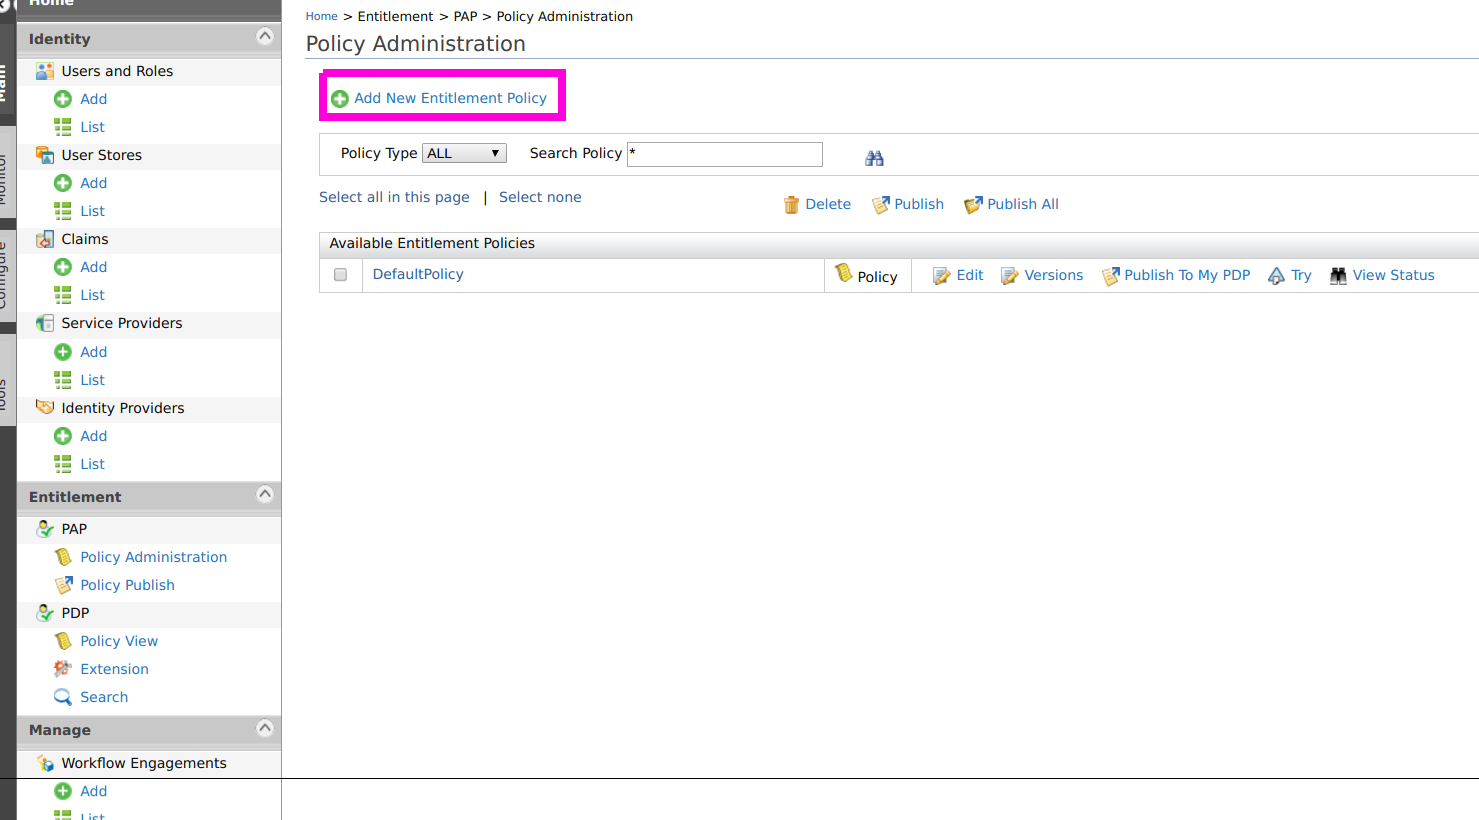 Home
Main
Monitor
Configure
Tools
Identity
Users and Roles
Add
List
User Stores
Add
List
Claims
Add
List
Service Providers
Add
List
Identity Providers
Add
List
Entitlement
PAP
Policy Administration
Policy Publish
PDP
Policy View
Extension
Search
Manage
Workflow Engagements
Add
List
Home > Entitlement > PAP > Policy Administration
Policy Administration
Add New Entitlement Policy
Policy Type ALL Search Policy *
Select all in this page | Select none
Delete Publish Publish All
Available Entitlement Policies
DefaultPolicy Policy Edit Versions Publish To My PDP Try View Status